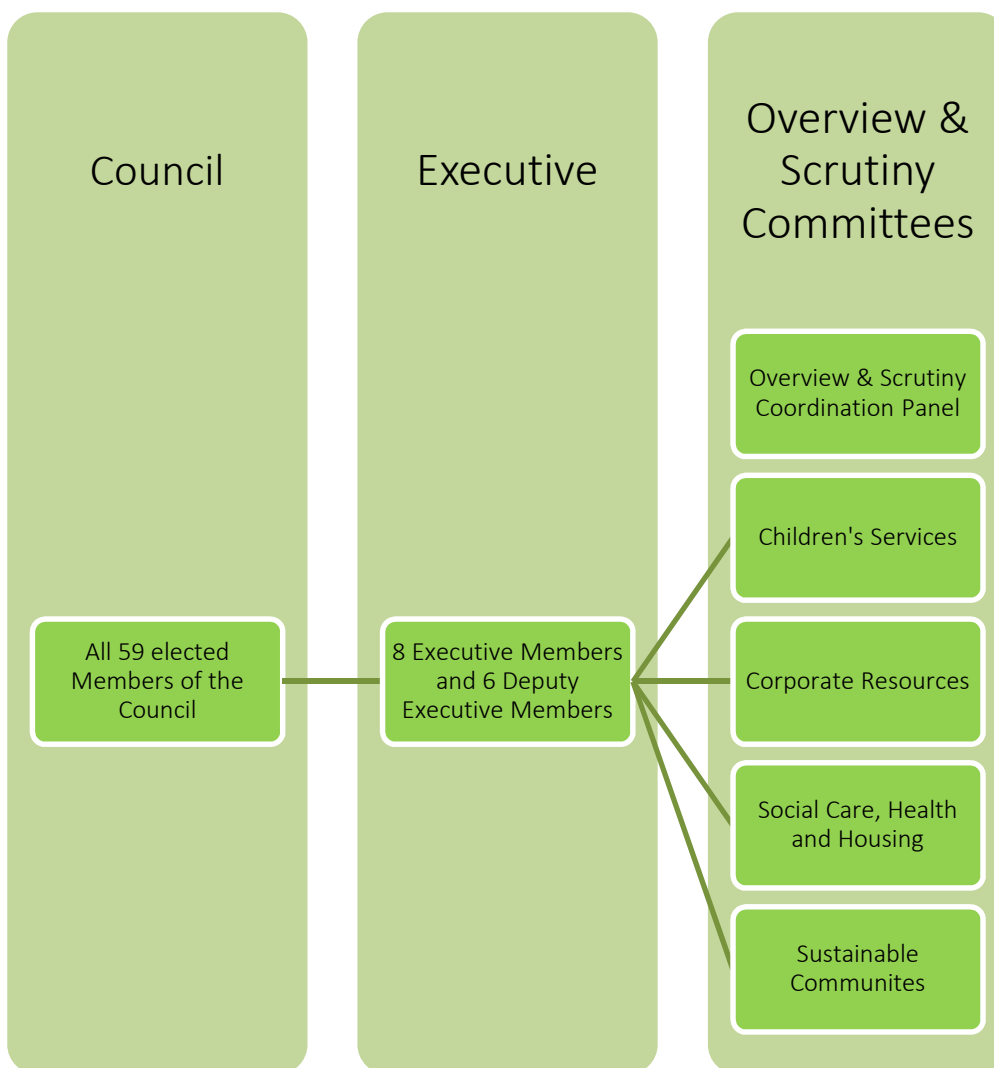 Council
Executive
Overview &
Scrutiny
Committees
All 59 elected
Members of the
Council
8 Executive Members
and 6 Deputy
Executive Members
Overview & Scrutiny
Coordination Panel
Children's Services
Corporate Resources
Social Care, Health
and Housing
Sustainable
Communites